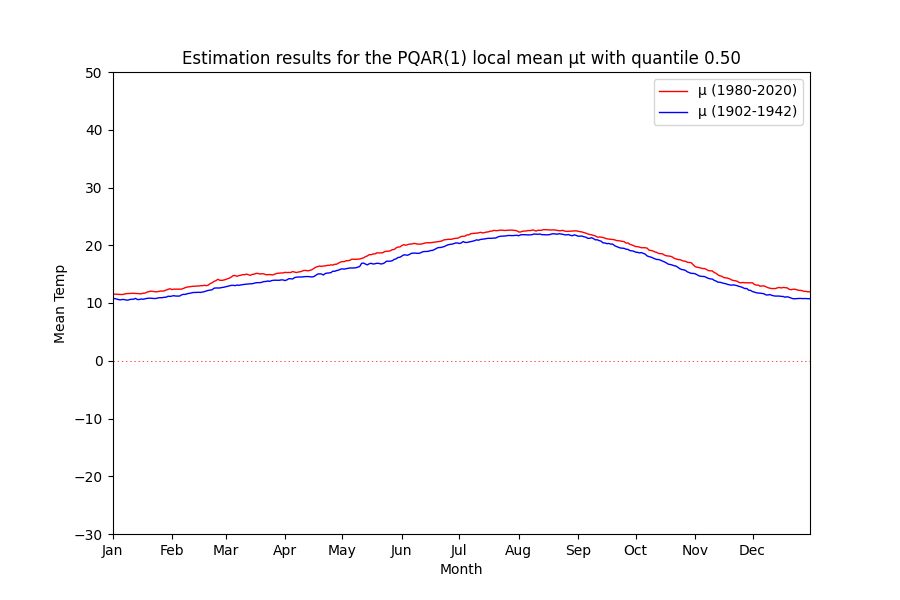 Estimation results for the PQAR(1) local mean μt with quantile 0.50
μ (1980-2020)
μ (1902-1942)
50
40
30
20
10
0
−10
−20
−30
Mean Temp
Jan Feb Mar Apr May Jun Jul Aug Sep Oct Nov Dec
Month